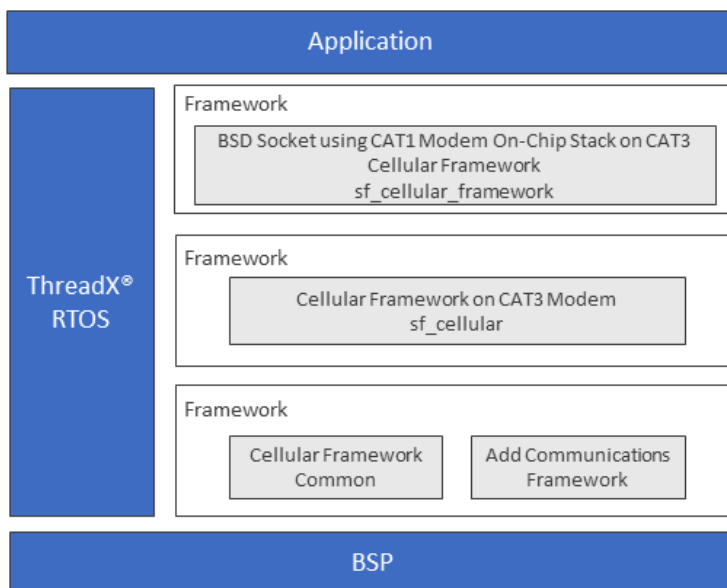 Application
Framework
BSD Socket using CAT1 Modem On-Chip Stack on CAT3
Cellular Framework
sf_cellular_framework
ThreadX®
RTOS
Framework
Cellular Framework on CAT3 Modem
sf_cellular
Framework
Cellular Framework
Common
Add Communications
Framework
BSP